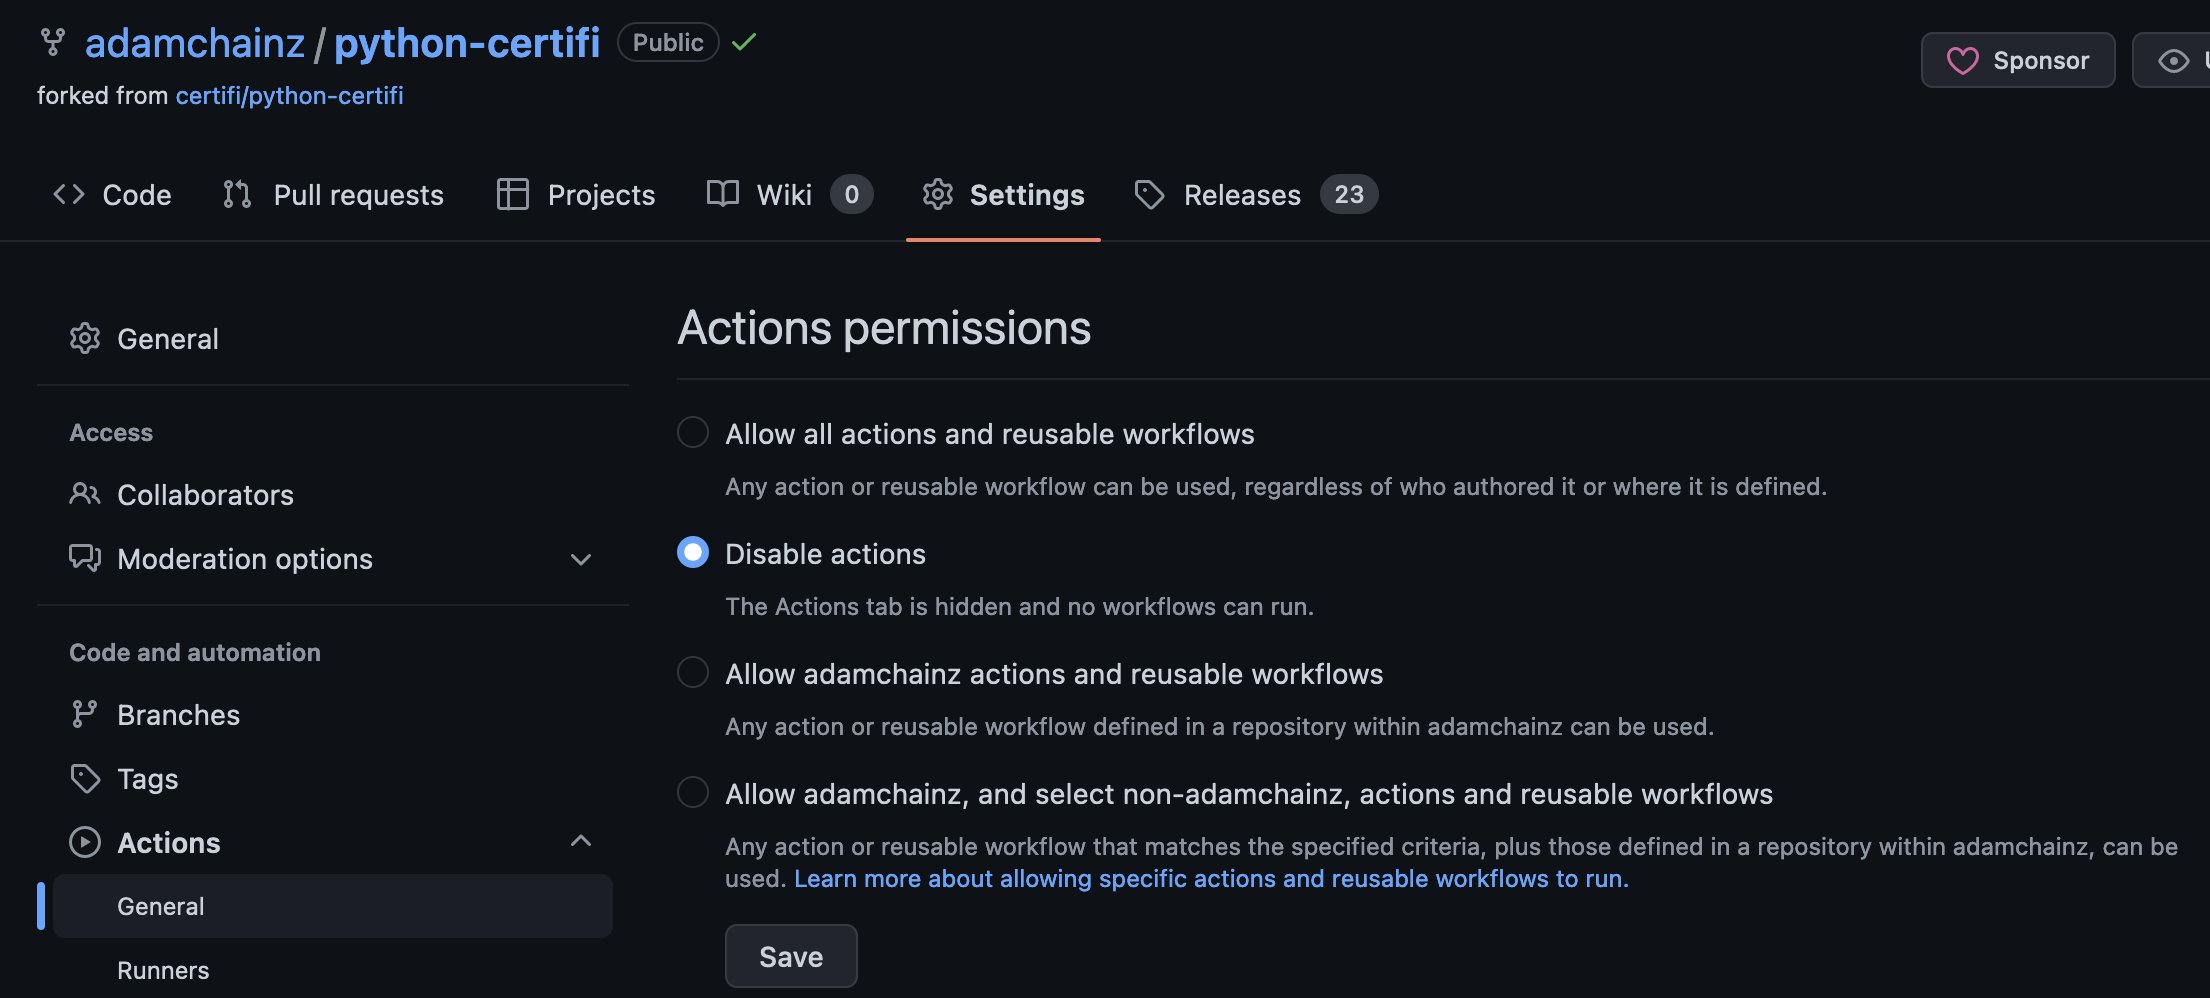 adamchainz / python-certifi Public
Sponsor
forked from certifi/python-certifi
Code Pull requests Projects Wiki 0 Settings Releases 23
General
Access
Collaborators
Moderation options
Code and automation
Branches
Tags
Actions
General
Runners
Actions permissions
Allow all actions and reusable workflows
Any action or reusable workflow can be used, regardless of who authored it or where it is defined.
Disable actions
The Actions tab is hidden and no workflows can run.
Allow adamchainz actions and reusable workflows
Any action or reusable workflow defined in a repository within adamchainz can be used.
Allow adamchainz, and select non-adamchainz, actions and reusable workflows
Any action or reusable workflow that matches the specified criteria, plus those defined in a repository within adamchainz, can be
used. Learn more about allowing specific actions and reusable workflows to run.
Save